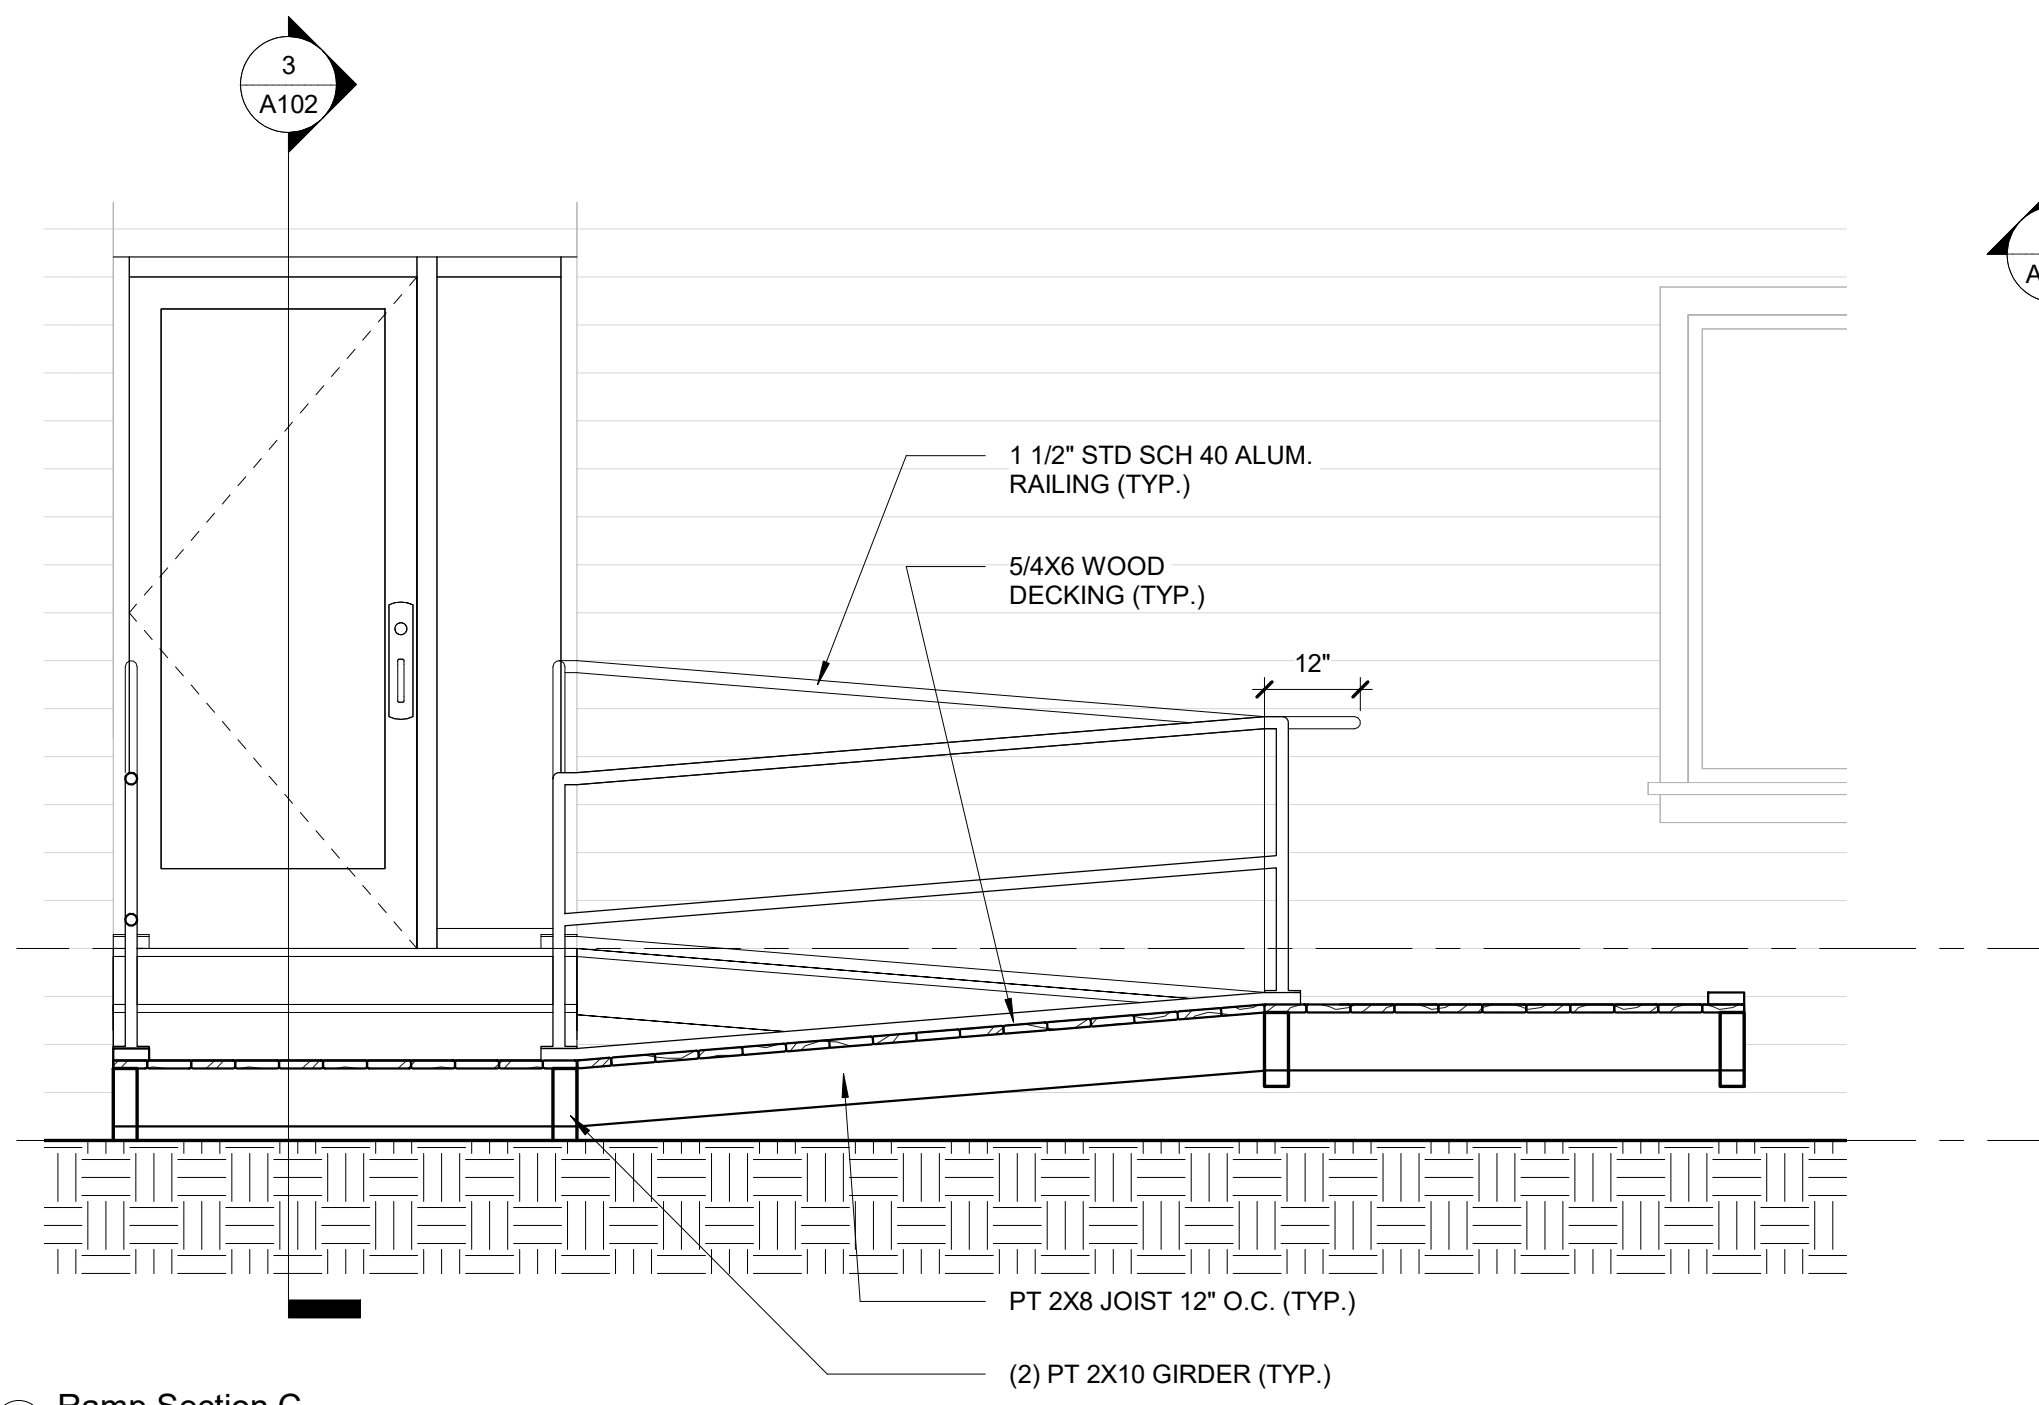 3
A102
A
1 1/2" STD SCH 40 ALUM.
RAILING (TYP.)
5/4X6 WOOD
DECKING (TYP.)
12"
PT 2X8 JOIST 12" O.C. (TYP.)
(2) PT 2X10 GIRDER (TYP.)
Ramp Section C